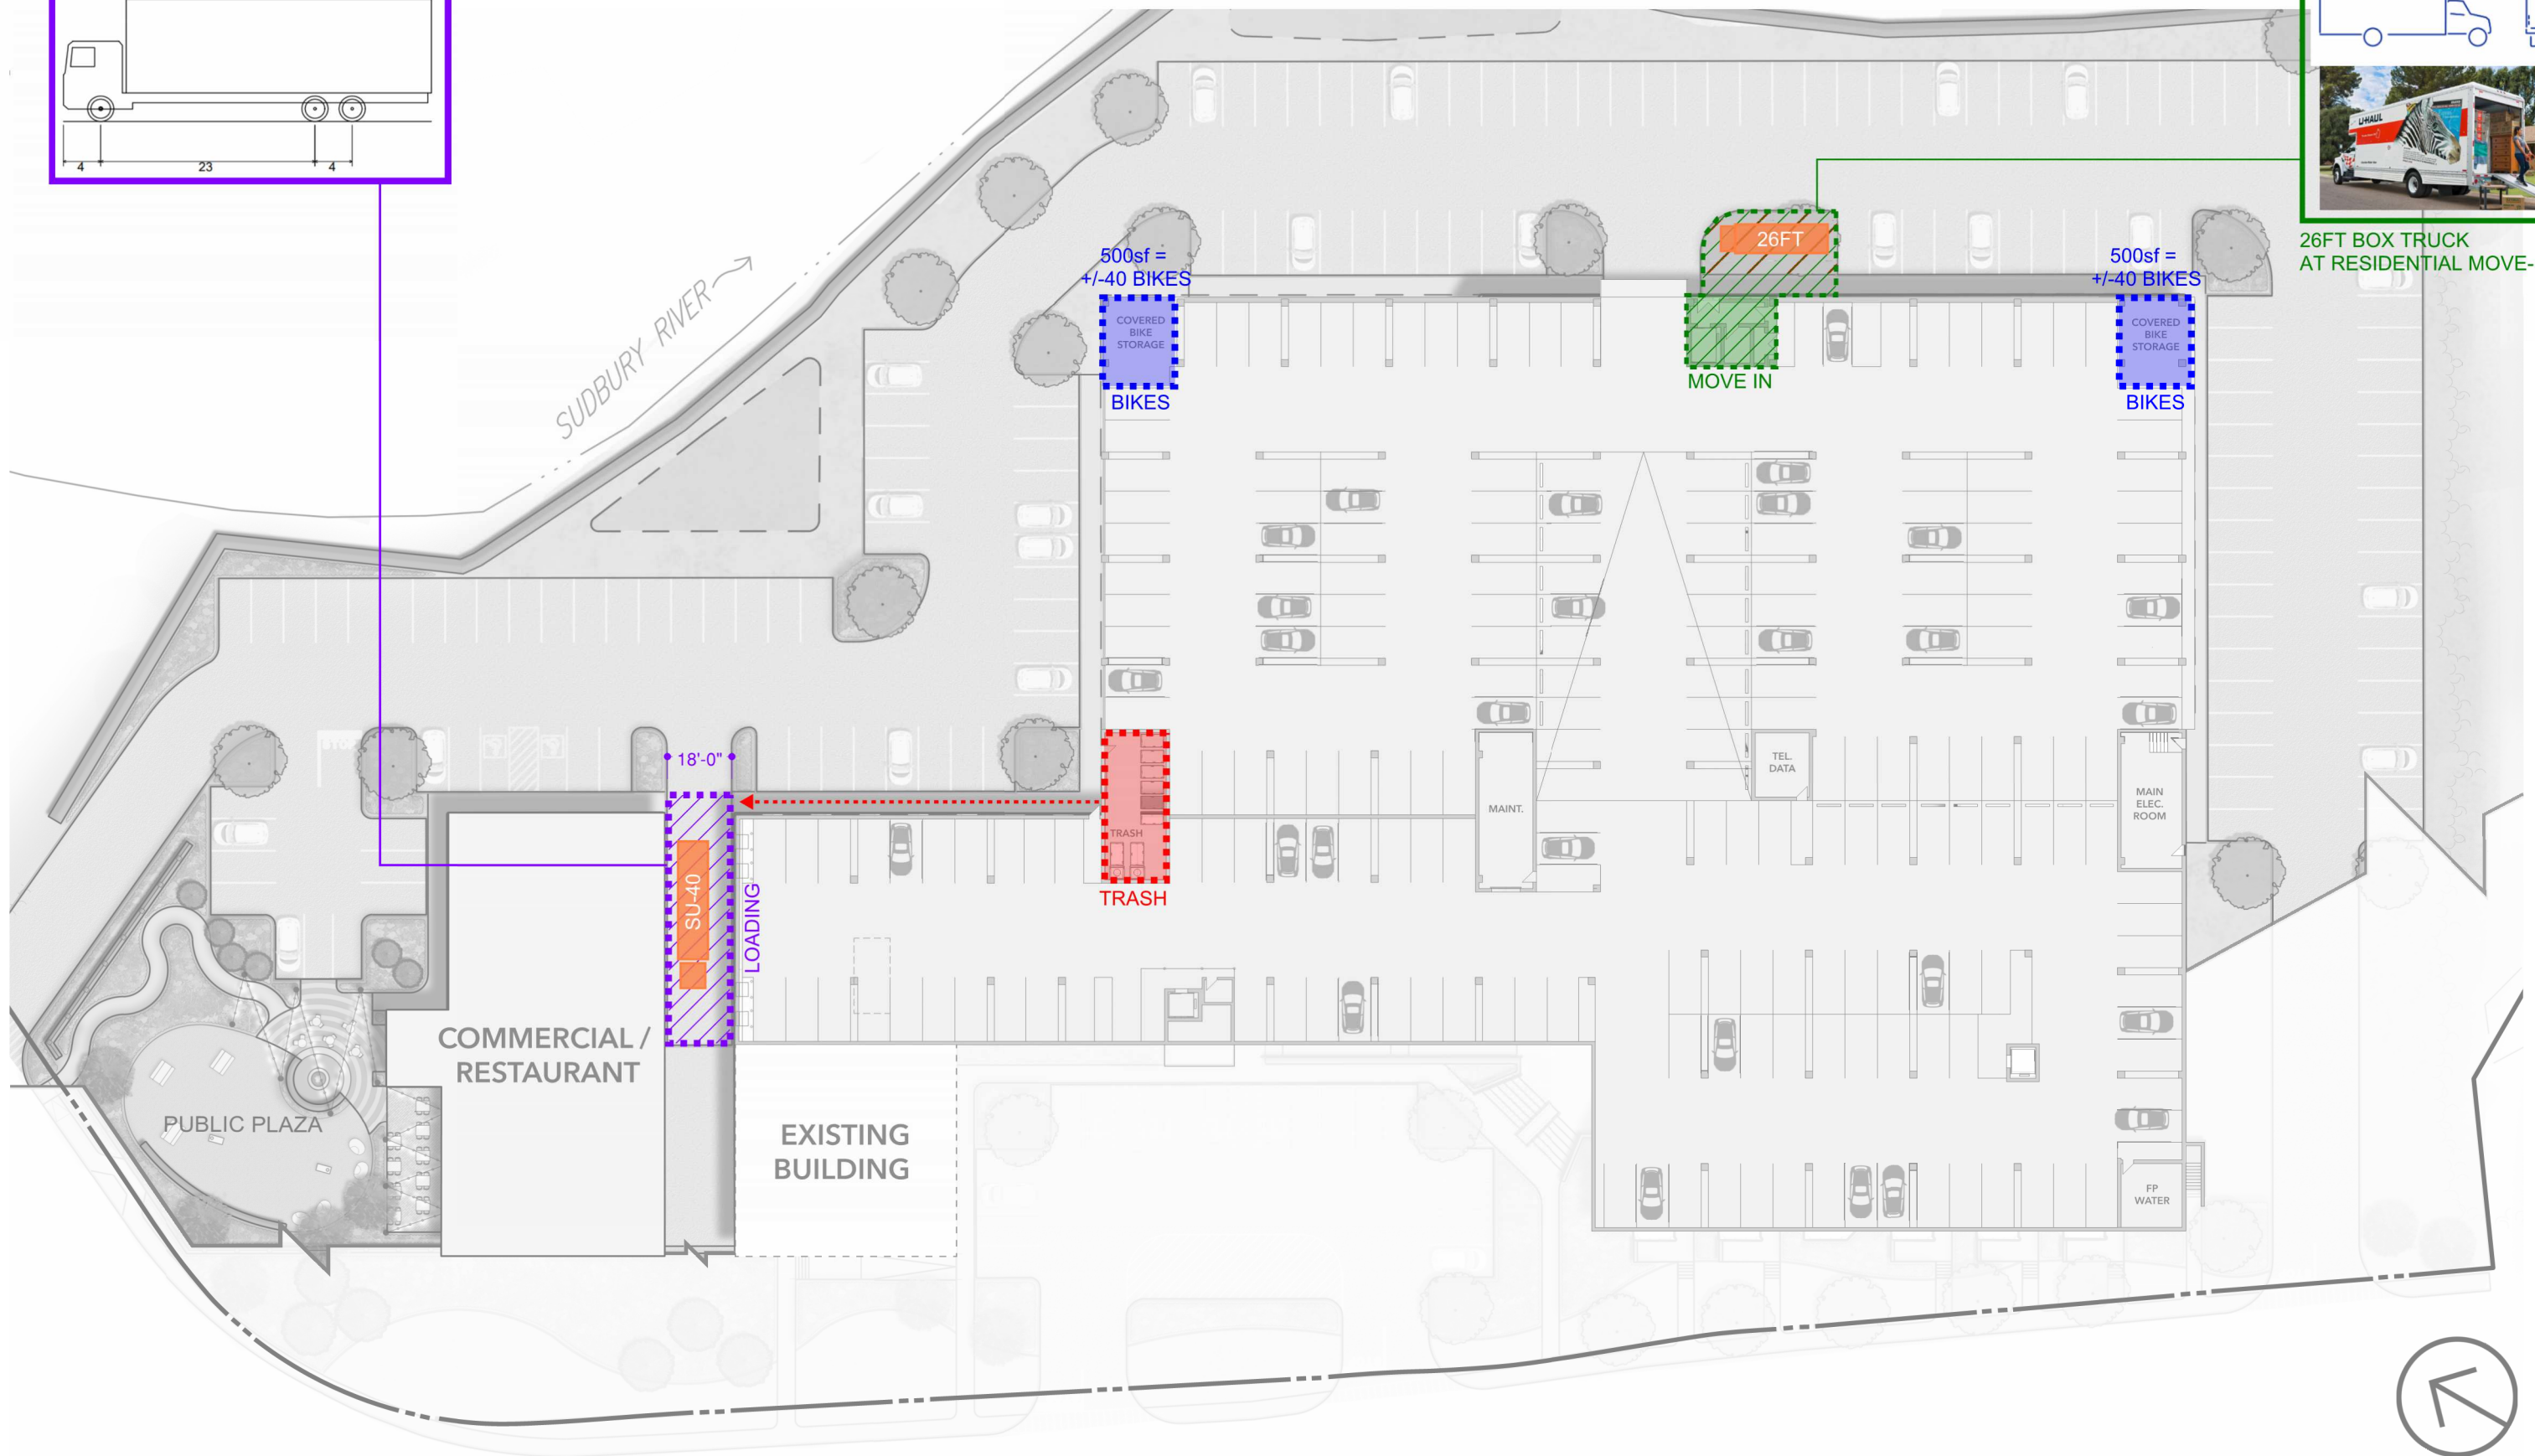 4 23 4
U-HAUL
26FT BOX TRUCK
AT RESIDENTIAL MOVE-
SUDBURY RIVER
500sf =
+/-40 BIKES
COVERED
BIKE
STORAGE
BIKES
26FT
MOVE IN
500sf =
+/-40 BIKES
COVERED
BIKE
STORAGE
BIKES
STOP
18'-0"
SU-40
LOADING
TRASH
TRASH
MAINT.
TEL.
DATA
MAIN
ELEC.
ROOM
COMMERCIAL /
RESTAURANT
PUBLIC PLAZA
EXISTING
BUILDING
FP
WATER